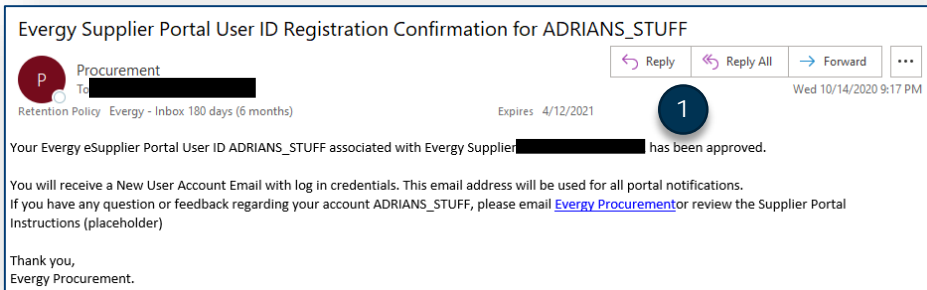 Evergy Supplier Portal User ID Registration Confirmation for ADRIANS_STUFF
P
Procurement
To
Reply
Reply All
Forward
...
Wed 10/14/2020 9:17 PM
Retention Policy Evergy - Inbox 180 days (6 months)
Expires 4/12/2021
1
Your Evergy eSupplier Portal User ID ADRIANS_STUFF associated with Evergy Supplier has been approved.
You will receive a New User Account Email with log in credentials. This email address will be used for all portal notifications.
If you have any question or feedback regarding your account ADRIANS_STUFF, please email Evergy Procurementor review the Supplier Portal
Instructions (placeholder)
Thank you,
Evergy Procurement.